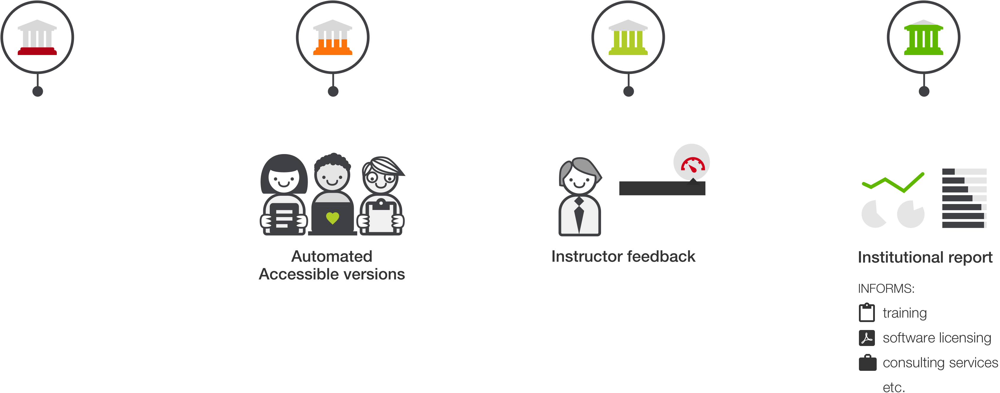 Automated
Accessible versions
Instructor feedback
Institutional report
INFORMS:
training
software licensing
consulting services
etc.